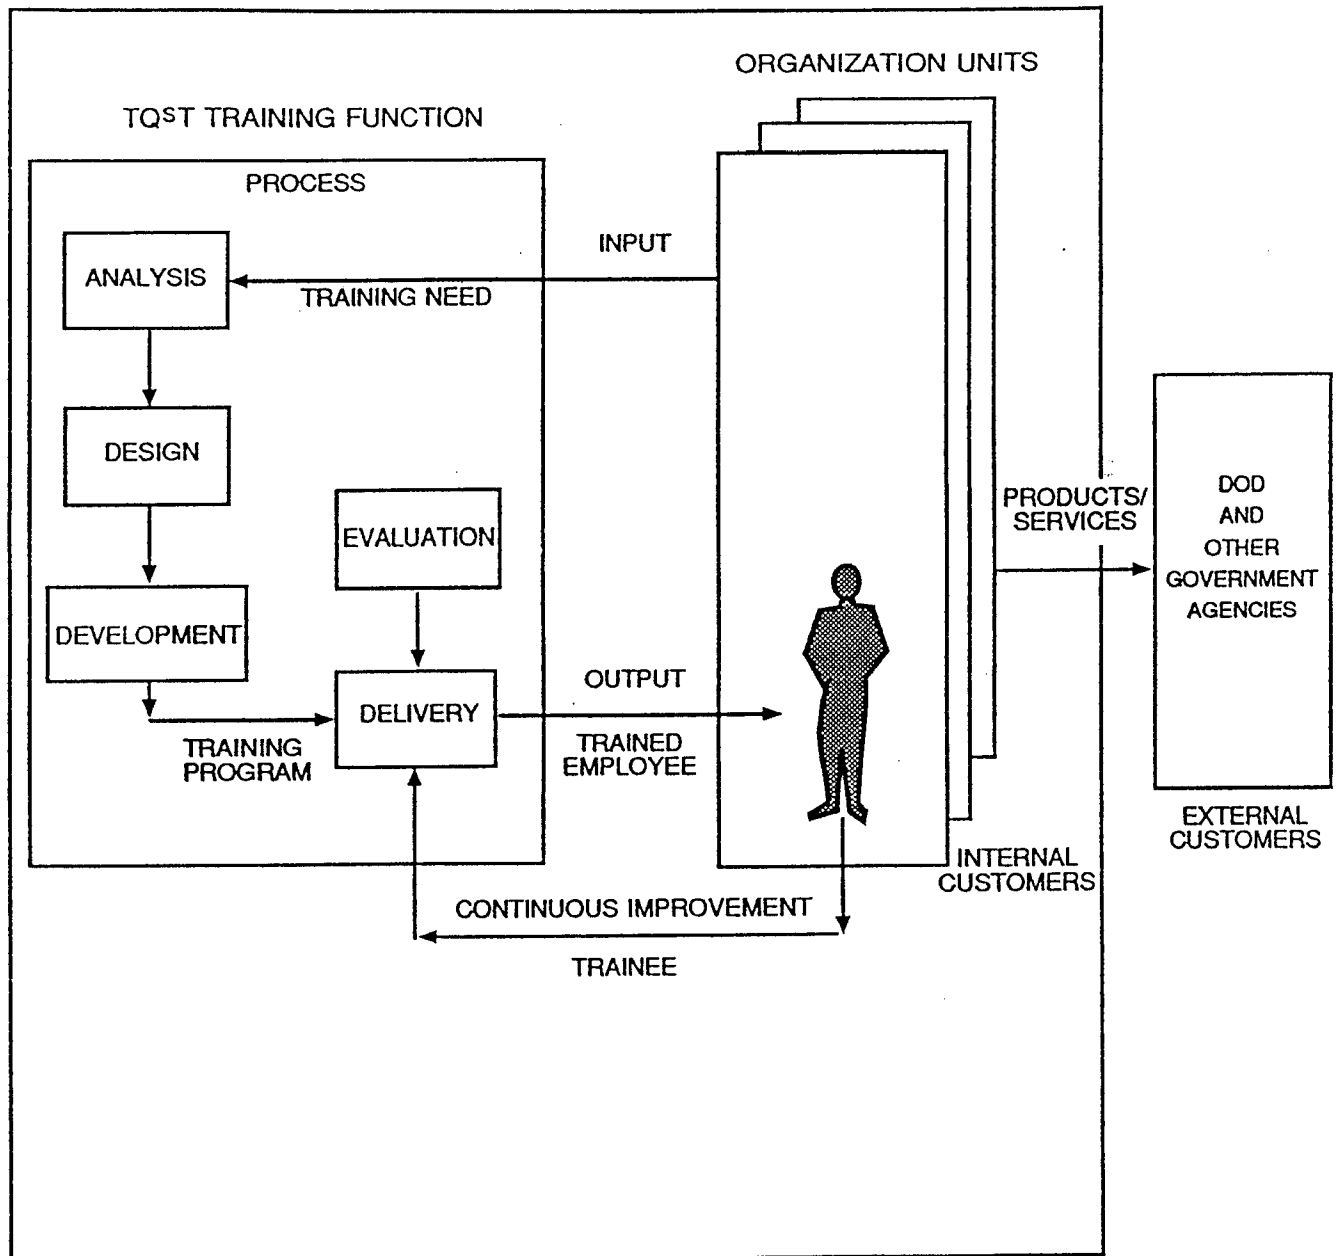 ORGANIZATION UNITS
TQST TRAINING FUNCTION
PROCESS
INPUT
ANALYSIS
TRAINING NEED
DESIGN
EVALUATION
DEVELOPMENT
DELIVERY
TRAINING
PROGRAM
OUTPUT
TRAINED
EMPLOYEE
PRODUCTS/
SERVICES
DOD
AND
OTHER
GOVERNMENT
AGENCIES
EXTERNAL
CUSTOMERS
INTERNAL
CUSTOMERS
CONTINUOUS IMPROVEMENT
TRAINEE